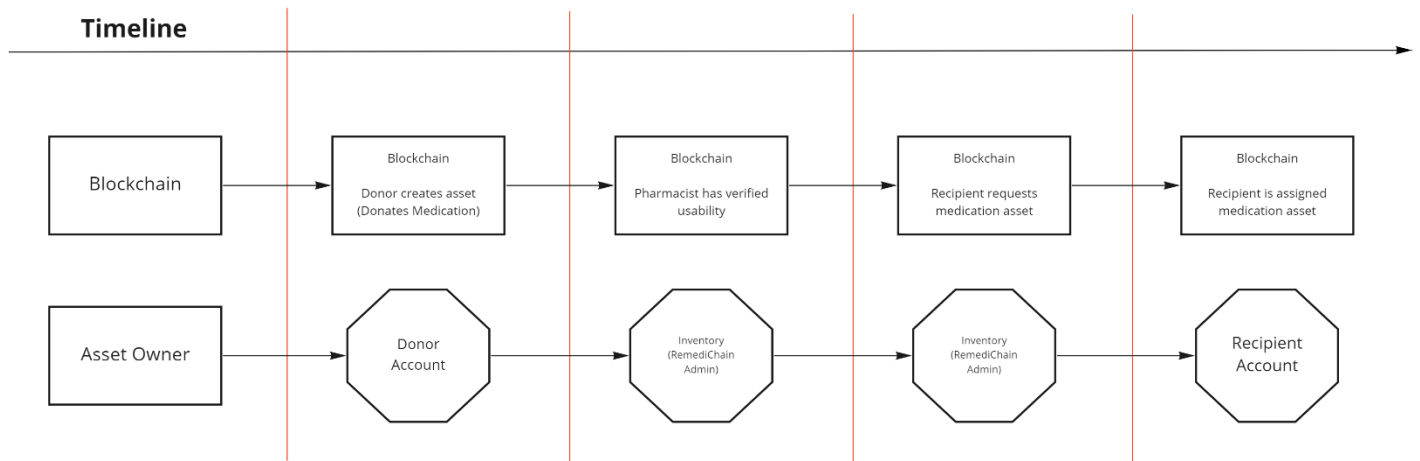 Timeline
Blockchain
Blockchain
Donor creates asset
(Donates Medication)
Blockchain
Pharmacist has verified
usability
Blockchain
Recipient requests
medication asset
Blockchain
Recipient is assigned
medication asset
Asset Owner
Donor
Account
Inventory
(RemediChain
Admin)
Inventory
(RemediChain
Admin)
Recipient
Account